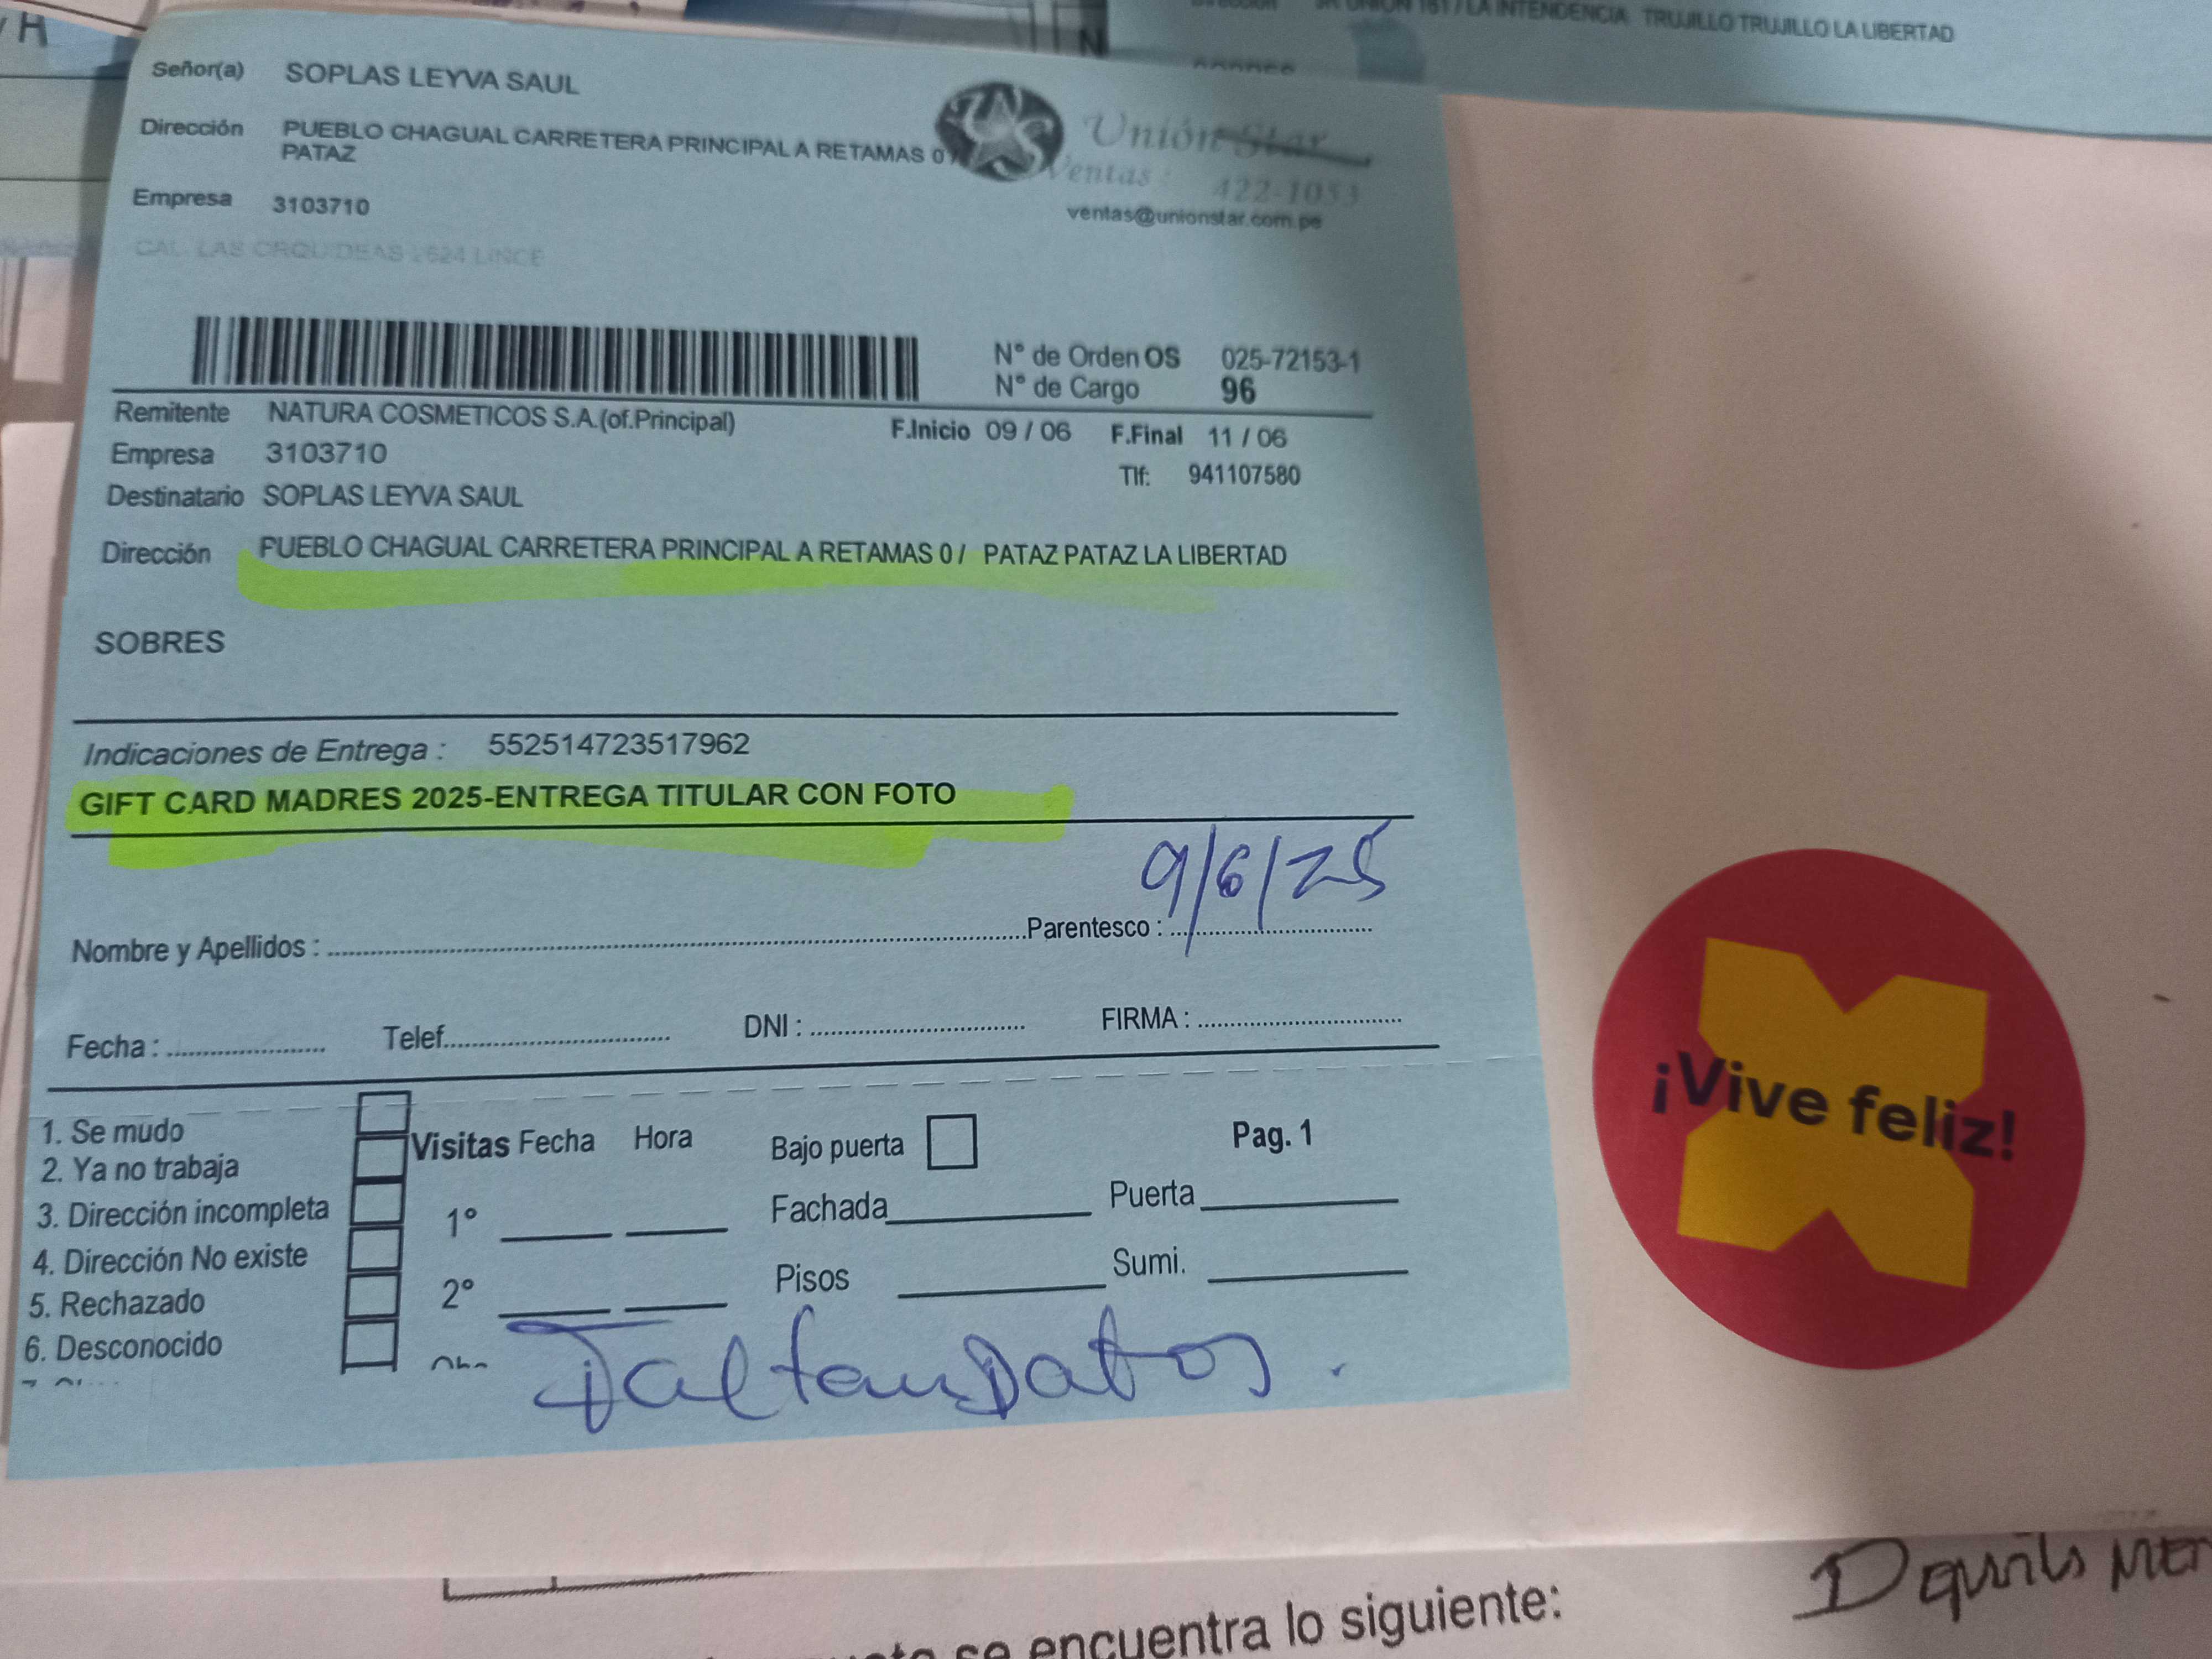 JR UNION 1517 LA INTENDENCIA TRUJILLO TRUJILLO LA LIBERTAD
Señor(a) SOPLAS LEYVA SAUL
Dirección PUEBLO CHAGUAL CARRETERA PRINCIPAL A RETAMAS 0 /
PATAZ
Empresa 3103710
CAL. LAS ORQUIDEAS 2624 LINCE
Unión Star
Ventas : 422-1053
ventas@unionstar.com.pe
N° de Orden OS 025-72153-1
N° de Cargo 96
Remitente NATURA COSMETICOS S.A.(of.Principal)
F.Inicio 09 / 06 F.Final 11 / 06
Empresa 3103710
Tlf: 941107580
Destinatario SOPLAS LEYVA SAUL
Dirección PUEBLO CHAGUAL CARRETERA PRINCIPAL A RETAMAS 0 / PATAZ PATAZ LA LIBERTAD
SOBRES
Indicaciones de Entrega : 552514723517962
GIFT CARD MADRES 2025-ENTREGA TITULAR CON FOTO
9/6/25
Nombre y Apellidos : Parentesco :
Fecha : Telef. DNI : FIRMA :
1. Se mudo
2. Ya no trabaja
3. Dirección incompleta
4. Dirección No existe
5. Rechazado
6. Desconocido
Visitas Fecha Hora
1°
2°
Bajo puerta Pag. 1
Fachada Puerta
Pisos Sumi.
Faltan Datos.
¡Vive feliz!
se encuentra lo siguiente: